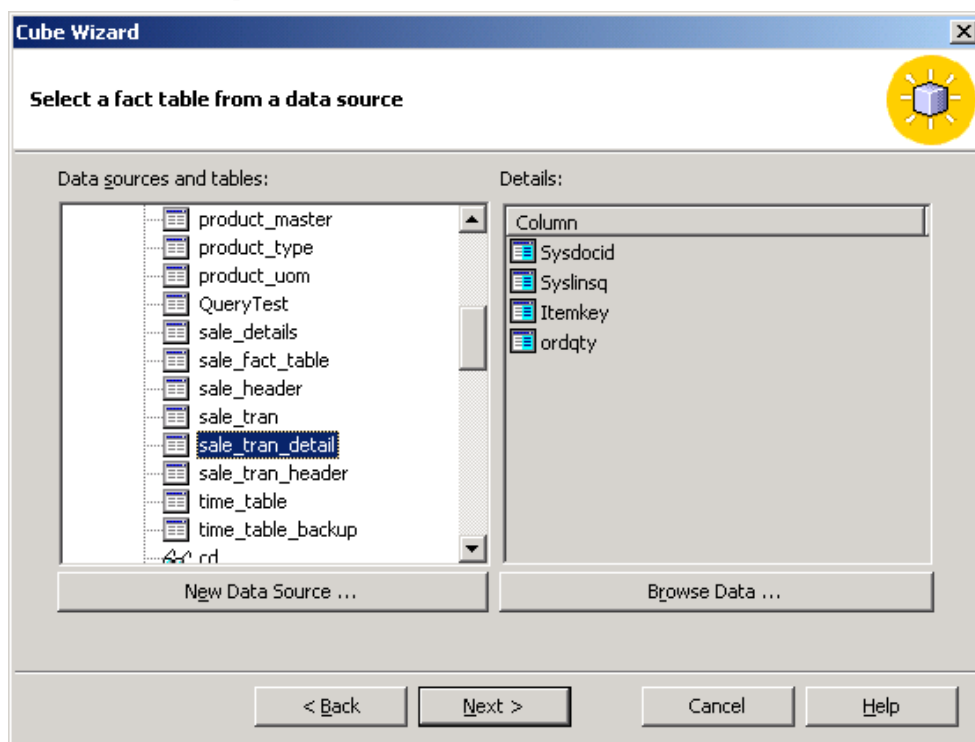 Cube Wizard
Select a fact table from a data source
Data sources and tables:
Details:
product_master
product_type
product_uom
QueryTest
sale_details
sale_fact_table
sale_header
sale_tran
sale_tran_detail
sale_tran_header
time_table
time_table_backup
cd
Column
Sysdocid
Syslinsq
Itemkey
ordqty
New Data Source ...
Browse Data ...
< Back
Next >
Cancel
Help